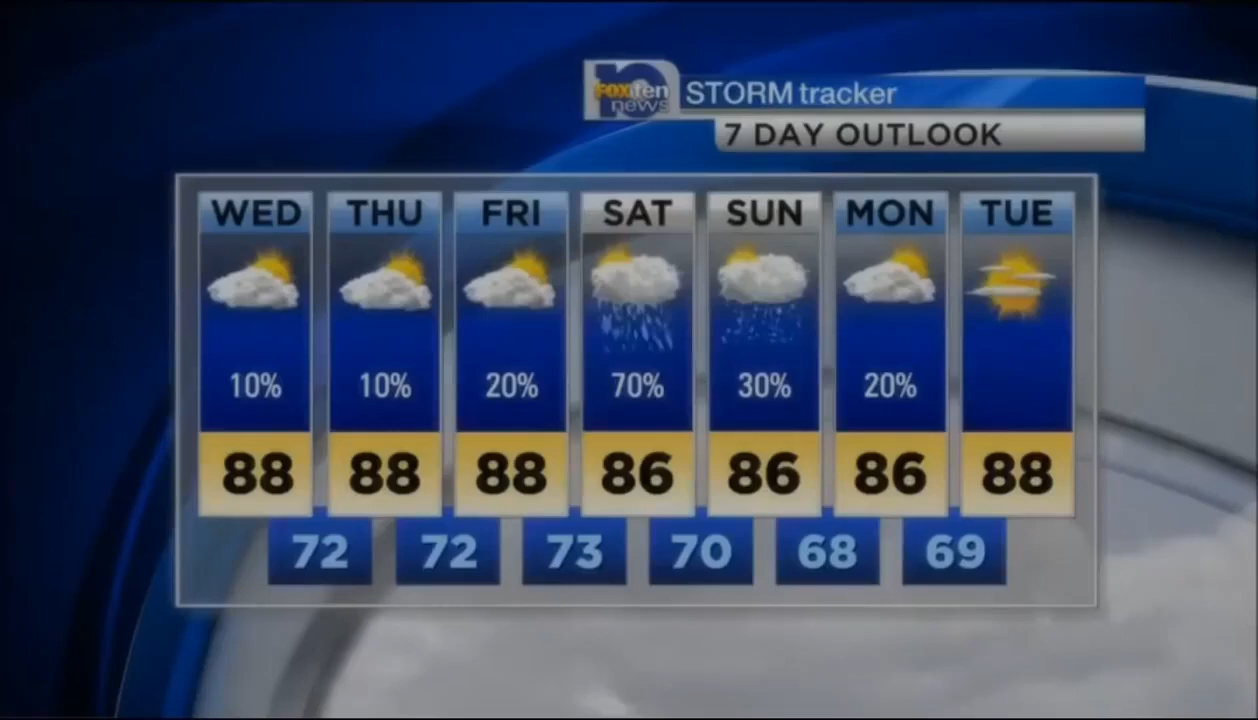 10
FOX ten
news
STORM tracker
7 DAY OUTLOOK
WED THU FRI SAT SUN MON TUE
10% 10% 20% 70% 30% 20%
88 88 88 86 86 86 88
72 72 73 70 68 69